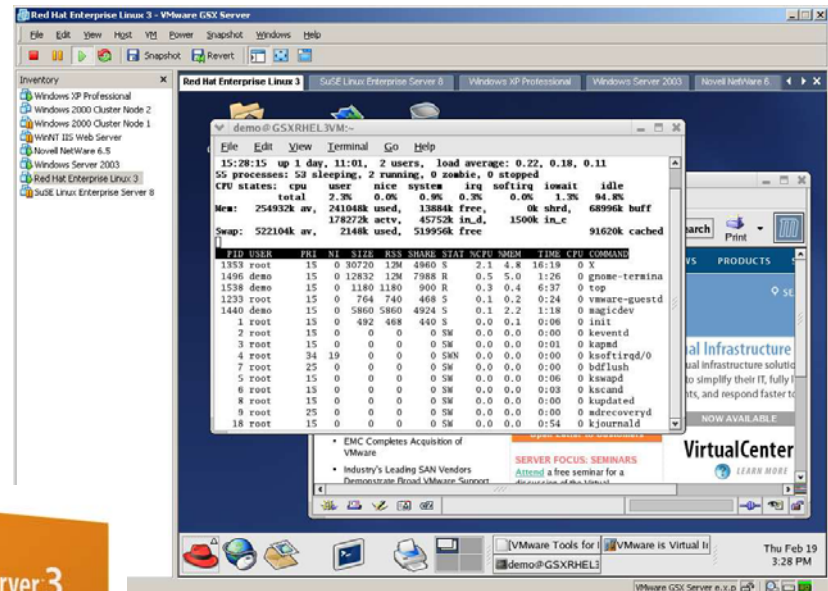 Red Hat Enterprise Linux 3 - VMware GSX Server
File Edit View Host VM Power Snapshot Windows Help
Snapshot Revert
Inventory
Windows XP Professional
Windows 2000 Cluster Node 2
Windows 2000 Cluster Node 1
WinNT IIS Web Server
Novell NetWare 6.5
Windows Server 2003
Red Hat Enterprise Linux 3
SuSE Linux Enterprise Server 8
Red Hat Enterprise Linux 3 SuSE Linux Enterprise Server 8 Windows XP Professional Windows Server 2003 Novell NetWare 6.
demo@GSXRHEL3VM:~
File Edit View Terminal Go Help
15:28:15 up 1 day, 11:01, 2 users, load average: 0.22, 0.18, 0.11
55 processes: 53 sleeping, 2 running, 0 zombie, 0 stopped
CPU states: cpu user nice system irq softirq iowait idle
total 2.3% 0.0% 0.9% 0.3% 0.0% 1.3% 94.8%
Mem: 254932k av, 241048k used, 13884k free, 0k shrd, 68996k buff
178272k actv, 45752k in_d, 1500k in_c
Swap: 522104k av, 2148k used, 519956k free 91620k cached
PID USER PRI NI SIZE RSS SHARE STAT %CPU %MEM TIME CPU COMMAND
1353 root 15 0 30720 12M 4960 S 2.1 4.8 16:19 0 X
1496 demo 15 0 12832 12M 7988 R 0.5 5.0 1:26 0 gnome-termina
1538 demo 15 0 1180 1180 900 R 0.3 0.4 6:37 0 top
1233 root 15 0 764 740 468 S 0.1 0.2 0:24 0 vmware-guestd
1440 demo 15 0 5860 5860 4924 S 0.1 2.2 1:18 0 magicdev
1 root 15 0 492 468 440 S 0.0 0.1 0:06 0 init
2 root 15 0 0 0 0 SW 0.0 0.0 0:00 0 keventd
3 root 15 0 0 0 0 SW 0.0 0.0 0:01 0 kapmd
4 root 34 19 0 0 0 SWN 0.0 0.0 0:00 0 ksoftirqd/0
7 root 25 0 0 0 0 SW 0.0 0.0 0:00 0 bdflush
5 root 15 0 0 0 0 SW 0.0 0.0 0:06 0 kswapd
6 root 15 0 0 0 0 SW 0.0 0.0 0:03 0 kscand
8 root 15 0 0 0 0 SW 0.0 0.0 0:00 0 kupdated
9 root 25 0 0 0 0 SW 0.0 0.0 0:00 0 mdrecoveryd
18 root 15 0 0 0 0 SW 0.0 0.0 0:54 0 kjournald
Print
PRODUCTS
al Infrastructure
ual infrastructure solutio
to simplify their IT, fully l
nts, and respond faster to
NOW AVAILABLE
VirtualCenter
LEARN MORE
EMC Completes Acquisition of
VMware
Industry's Leading SAN Vendors
Demonstrate Broad VMware Support
Open Letter to Customers
SERVER FOCUS: SEMINARS
Attend a free seminar for a
discussion of the Virtual
VMware Tools for I VMware is Virtual In
demo@GSXRHEL3
Thu Feb 19
3:28 PM
rver 3